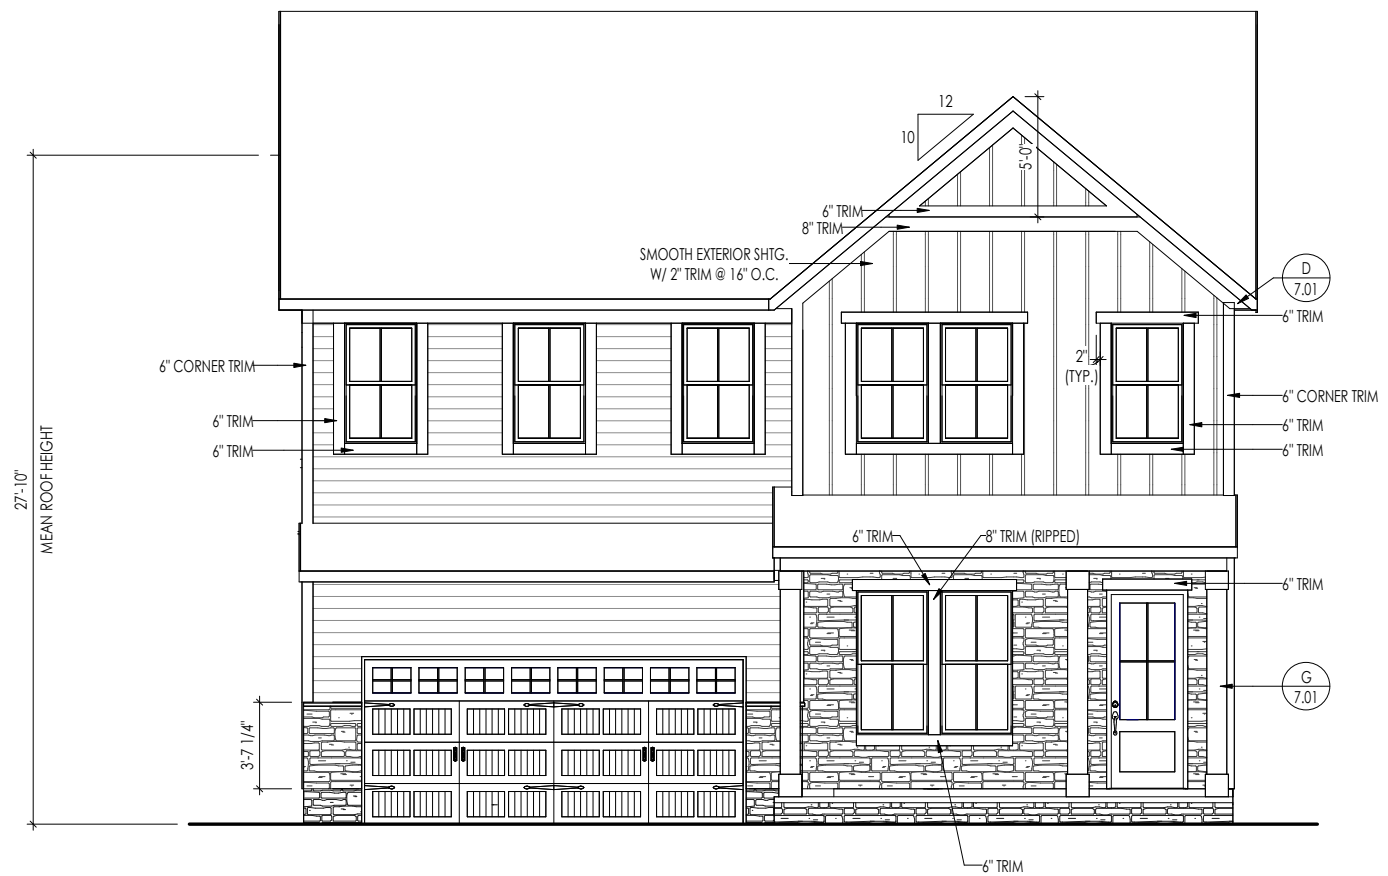 12
10
5'-0"
6" TRIM
8" TRIM
SMOOTH EXTERIOR SHTG.
W/ 2" TRIM @ 16" O.C.
D
7.01
6" TRIM
2"
(TYP.)
6" CORNER TRIM
6" CORNER TRIM
6" TRIM
6" TRIM
6" TRIM
6" TRIM
27'-10"
MEAN ROOF HEIGHT
6" TRIM
8" TRIM (RIPPED)
6" TRIM
G
7.01
3'-7 1/4"
6" TRIM